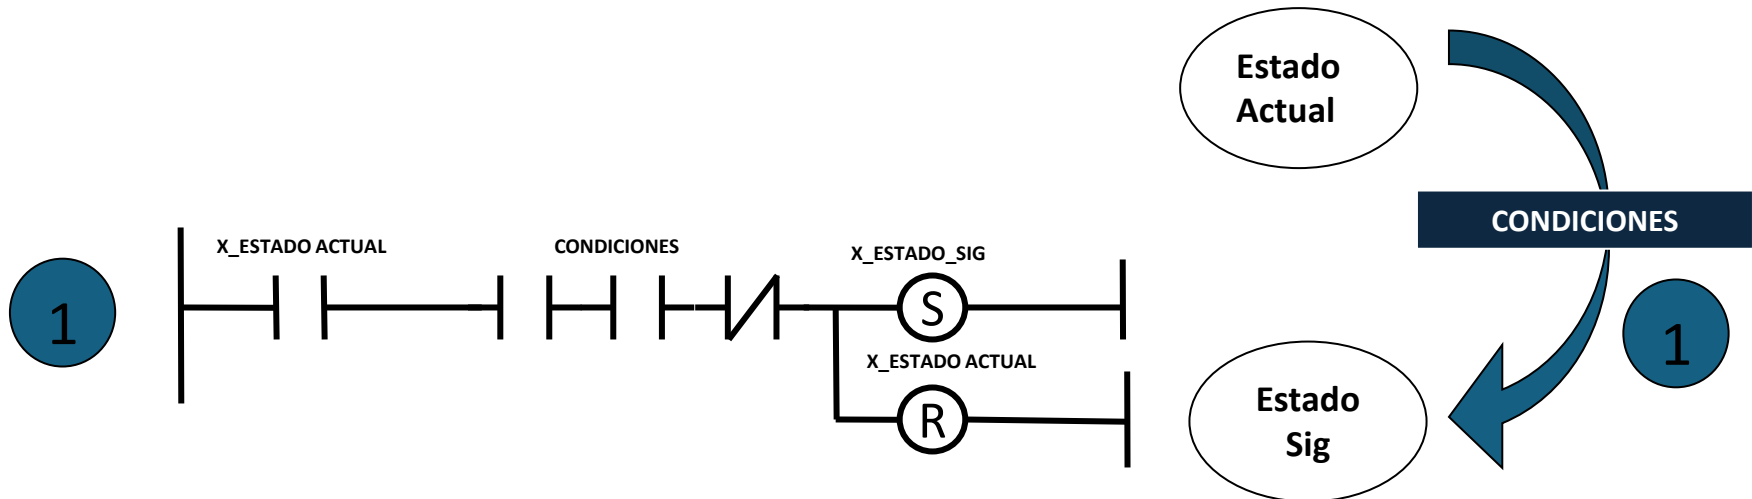 Estado
Actual
CONDICIONES
X_ESTADO ACTUAL
CONDICIONES
X_ESTADO_SIG
1
S
1
X_ESTADO ACTUAL
R
Estado
Sig